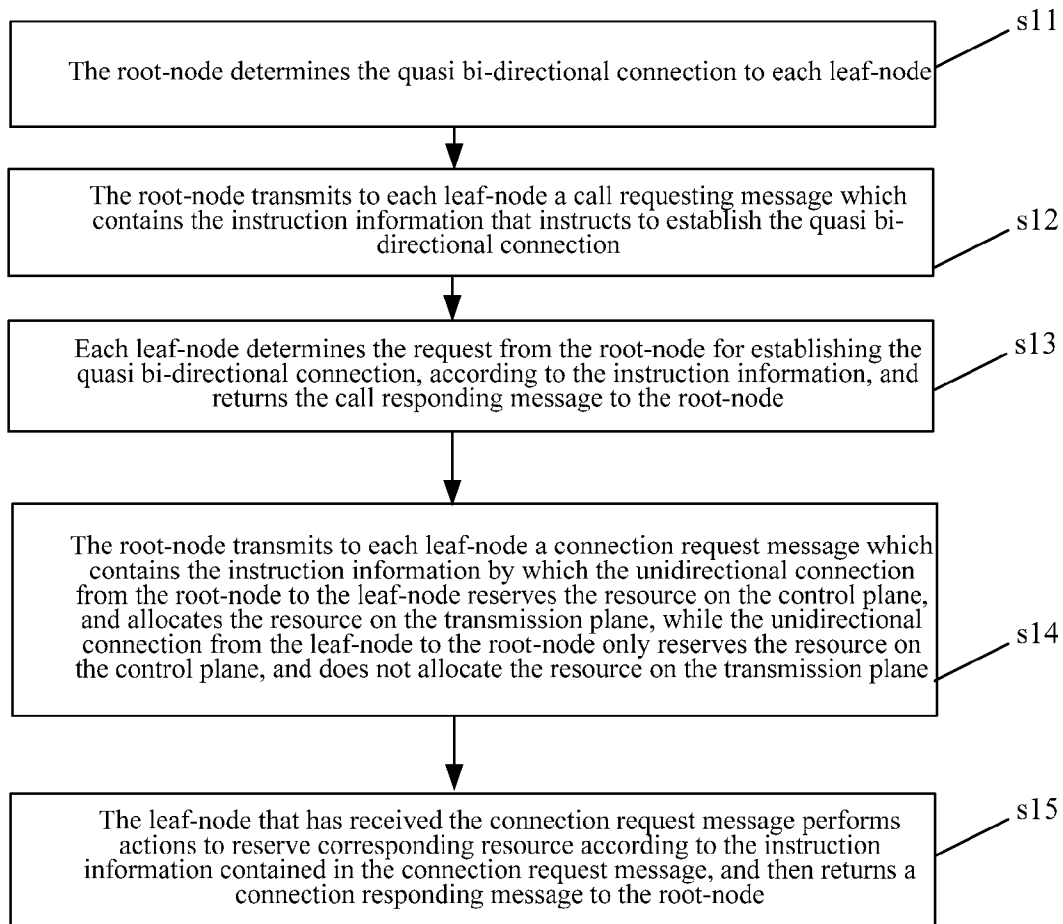 s11
The root-node determines the quasi bi-directional connection to each leaf-node
The root-node transmits to each leaf-node a call requesting message which
contains the instruction information that instructs to establish the quasi bi-
directional connection
s12
Each leaf-node determines the request from the root-node for establishing the
quasi bi-directional connection, according to the instruction information, and
returns the call responding message to the root-node
s13
The root-node transmits to each leaf-node a connection request message which
contains the instruction information by which the unidirectional connection
from the root-node to the leaf-node reserves the resource on the control plane,
and allocates the resource on the transmission plane, while the unidirectional
connection from the leaf-node to the root-node only reserves the resource on
the control plane, and does not allocate the resource on the transmission plane
s14
The leaf-node that has received the connection request message performs
actions to reserve corresponding resource according to the instruction
information contained in the connection request message, and then returns a
connection responding message to the root-node
s15